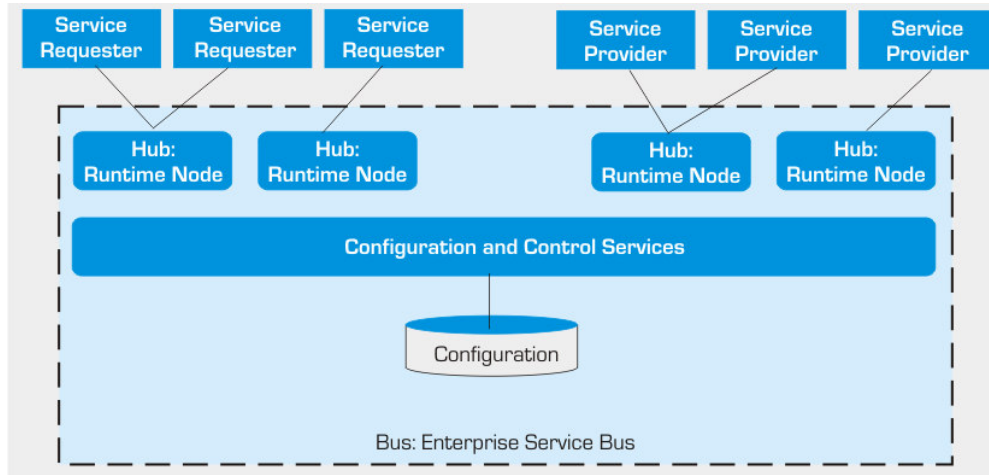 Service
Requester
Service
Requester
Service
Requester
Service
Provider
Service
Provider
Service
Provider
Hub:
Runtime Node
Hub:
Runtime Node
Hub:
Runtime Node
Hub:
Runtime Node
Configuration and Control Services
Configuration
Bus: Enterprise Service Bus